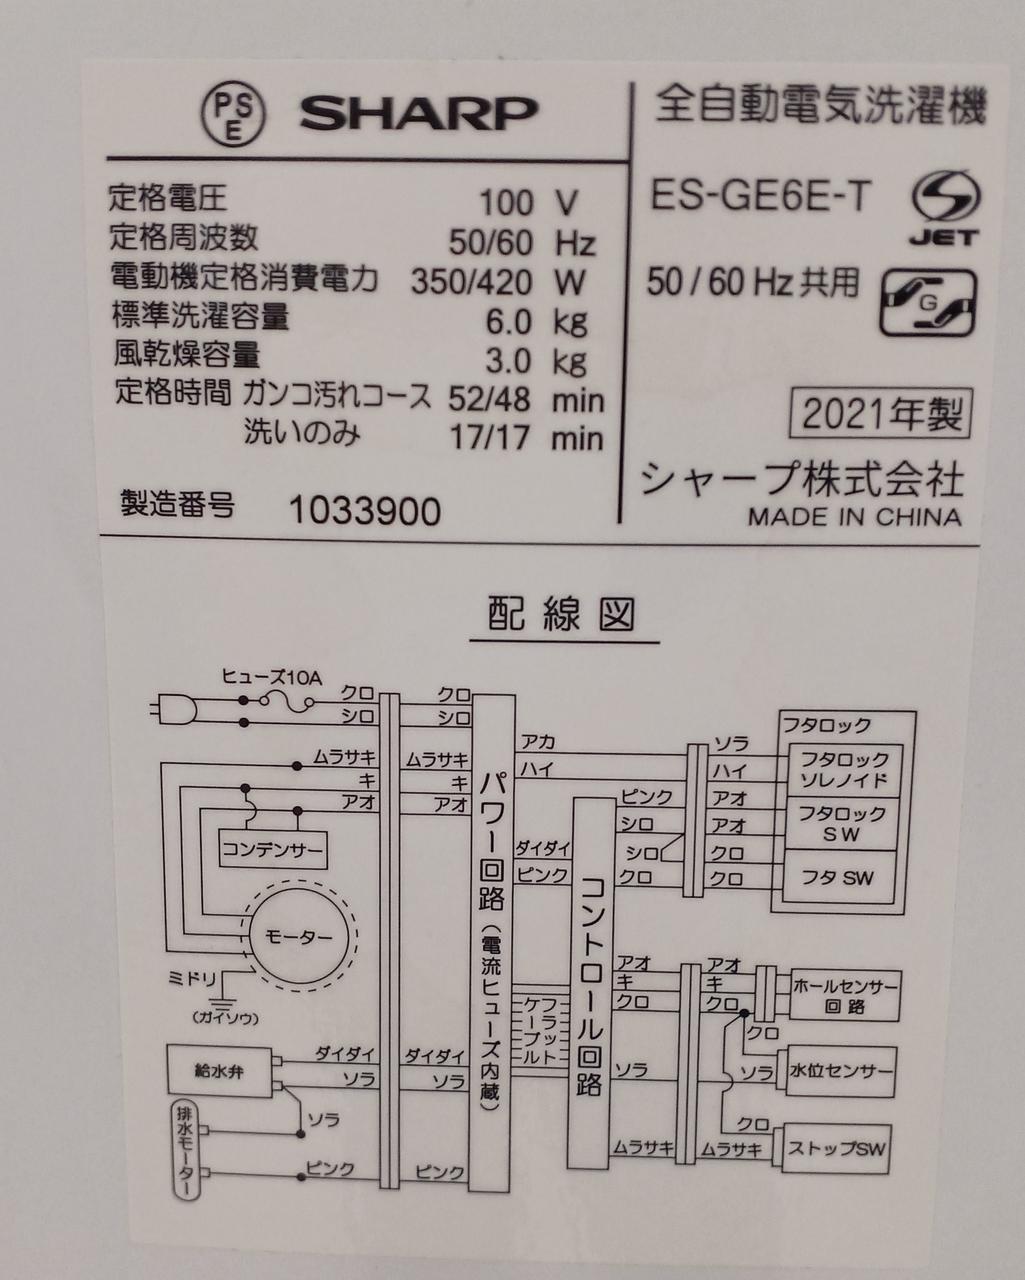 PSE SHARP
定格電圧 100 V
定格周波数 50/60 Hz
電動機定格消費電力 350/420 W
標準洗濯容量 6.0 kg
風乾燥容量 3.0 kg
定格時間 ガンコ汚れコース 52/48 min
洗いのみ 17/17 min
製造番号 1033900
全自動電気洗濯機
ES-GE6E-T
JET
50/60 Hz 共用
G
2021年製
シャープ株式会社
MADE IN CHINA
配線図
ヒューズ10A
クロ
シロ
ムラサキ
キ
アオ
コンデンサー
モーター
ミドリ
(ガイソウ)
ダイダイ
ソラ
給水弁
ソラ
排水モーター
ピンク
クロ
シロ
ムラサキ
キ
アオ
ダイダイ
ソラ
ピンク
パワー回路(電流ヒューズ内蔵)
アカ
ハイ
ダイダイ
ピンク
フラット
ケーブル
コントロール回路
ピンク
シロ
シロ
クロ
アオ
キ
クロ
ソラ
ムラサキ
ソラ
ハイ
アオ
アオ
クロ
クロ
フタロック
フタロック
ソレノイド
フタロック
SW
フタ SW
アオ
キ
クロ
クロ
ソラ
クロ
ムラサキ
ホールセンサー
回路
水位センサー
ストップSW